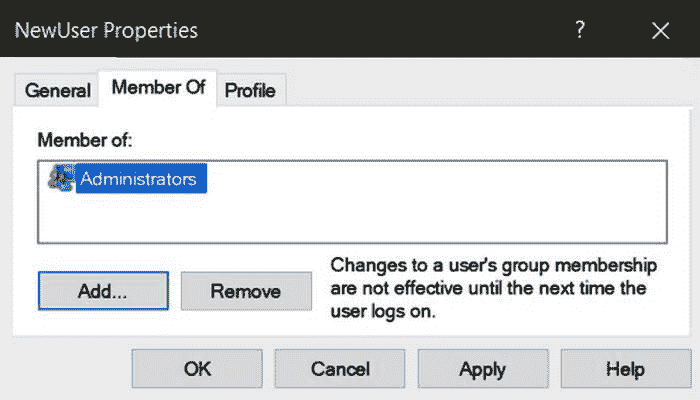 NewUser Properties ?
General Member Of Profile
Member of:
Administrators
Add... Remove
Changes to a user's group membership
are not effective until the next time the
user logs on.
OK Cancel Apply Help